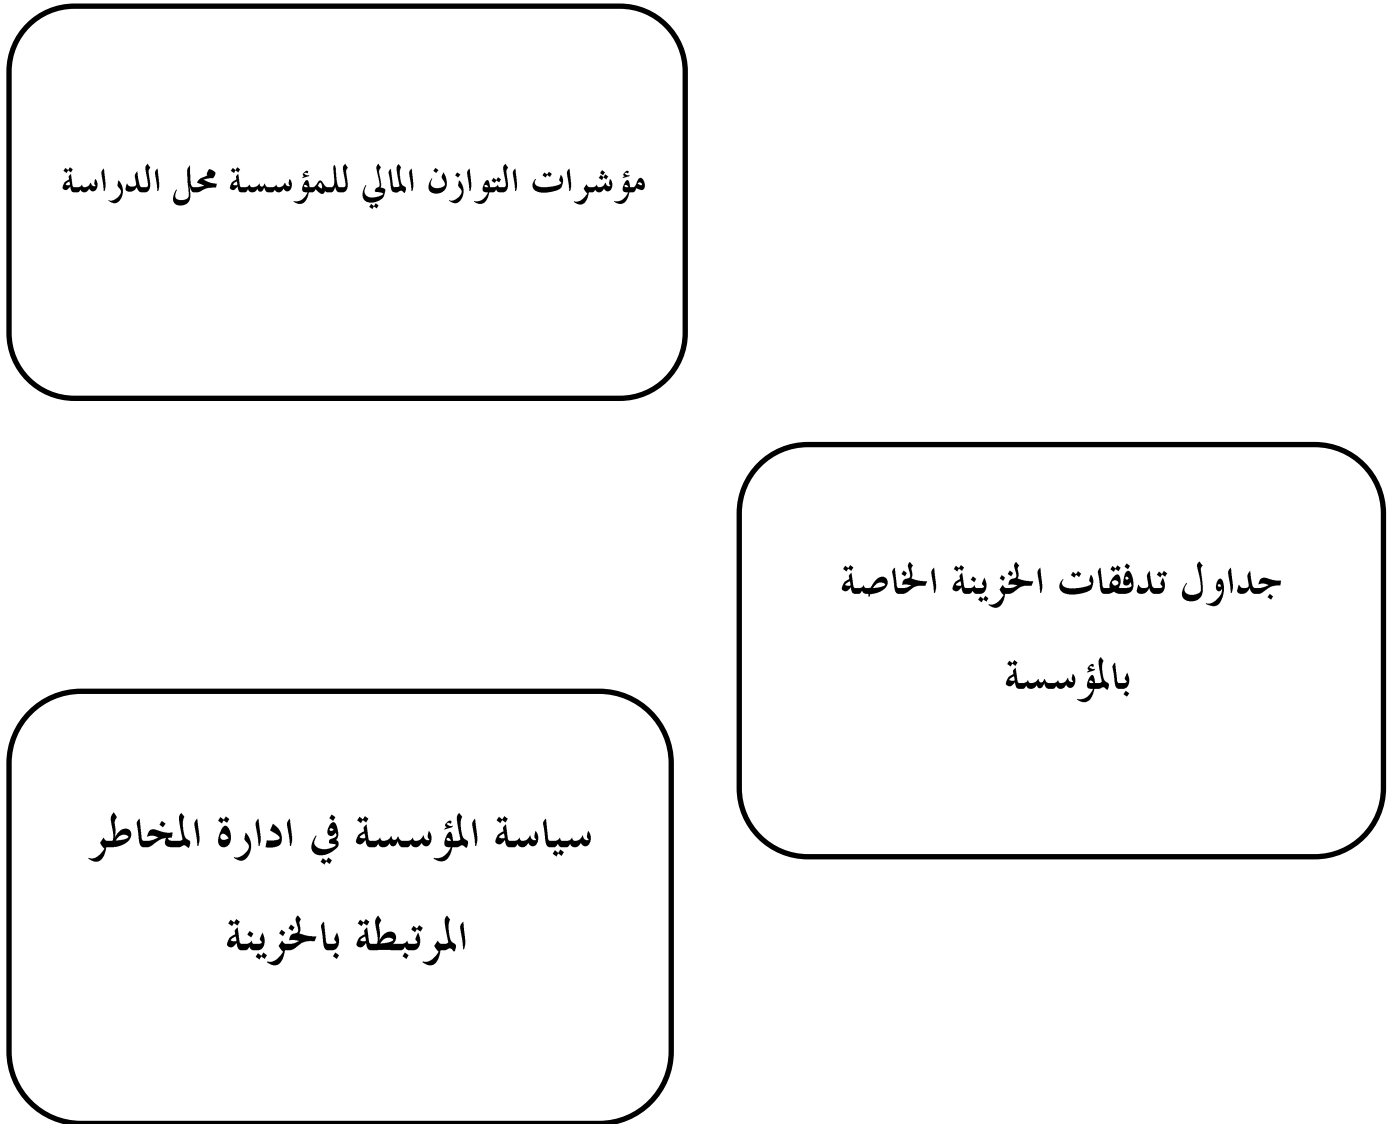 مؤشرات التوازن المالي للمؤسسة محل الدراسة
جداول تدفقات الخزينة الخاصة
بالمؤسسة
سياسة المؤسسة في ادارة المخاطر
المرتبطة بالخزينة